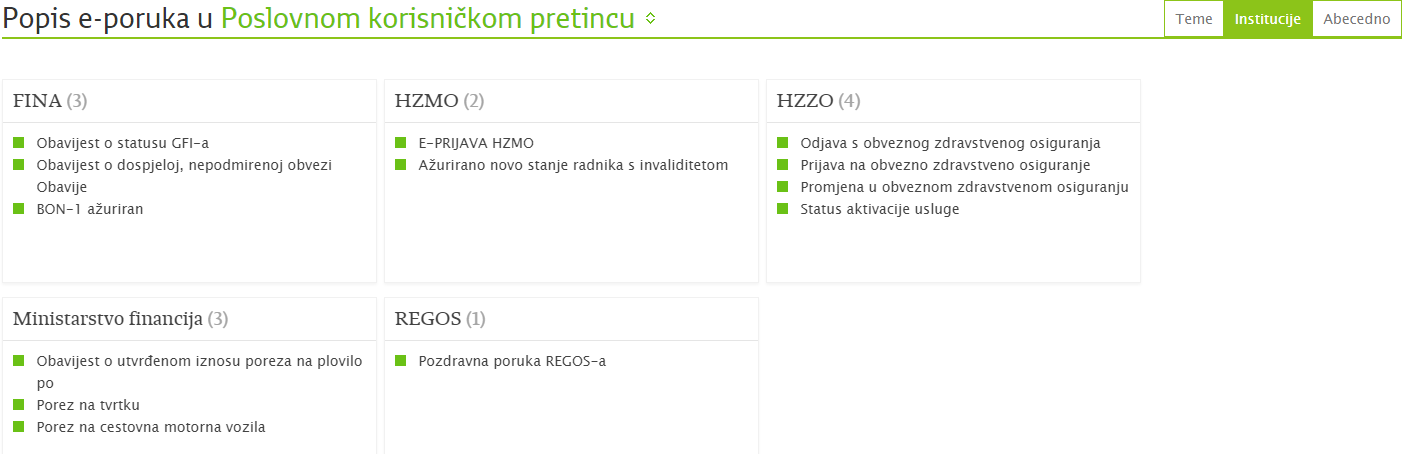 Popis e-poruka u Poslovnom korisničkom pretincu
Teme Institucije Abecedno
FINA (3)
Obavijest o statusu GFI-a
Obavijest o dospjeloj, nepodmirenoj obvezi
Obavije
BON-1 ažuriran
HZMO (2)
E-PRIJAVA HZMO
Ažurirano novo stanje radnika s invaliditetom
HZZO (4)
Odjava s obveznog zdravstvenog osiguranja
Prijava na obvezno zdravstveno osiguranje
Promjena u obveznom zdravstvenom osiguranju
Status aktivacije usluge
Ministarstvo financija (3)
Obavijest o utvrđenom iznosu poreza na plovilo
po
Porez na tvrtku
Porez na cestovna motorna vozila
REGOS (1)
Pozdravna poruka REGOS-a